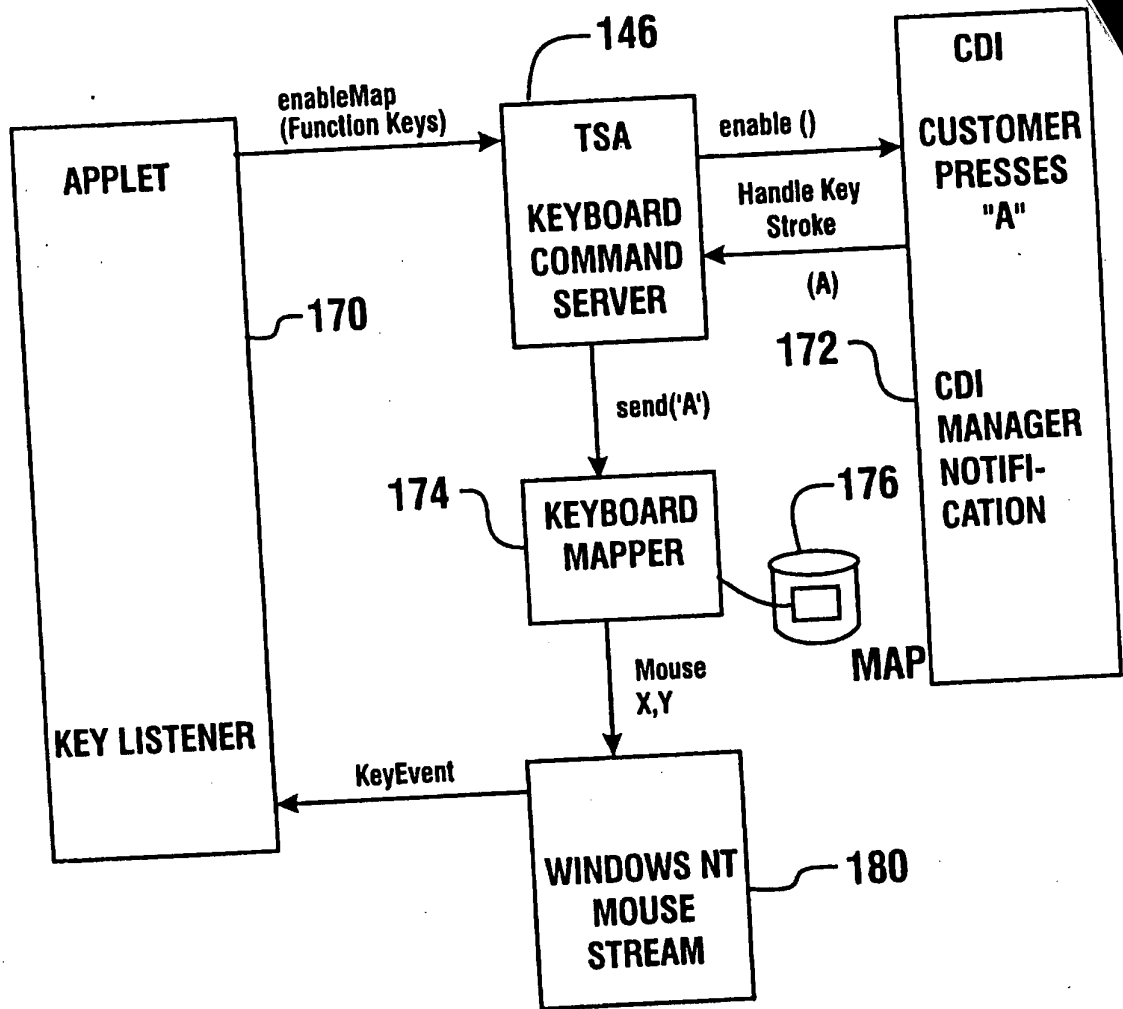 146
CDI
enableMap
(Function Keys)
TSA
enable ()
CUSTOMER
PRESSES
"A"
APPLET
KEYBOARD
COMMAND
SERVER
Handle Key
Stroke
(A)
170
172
send('A')
CDI
MANAGER
NOTIFI-
CATION
174
KEYBOARD
MAPPER
176
MAP
Mouse
X,Y
KEY LISTENER
KeyEvent
WINDOWS NT
MOUSE
STREAM
180